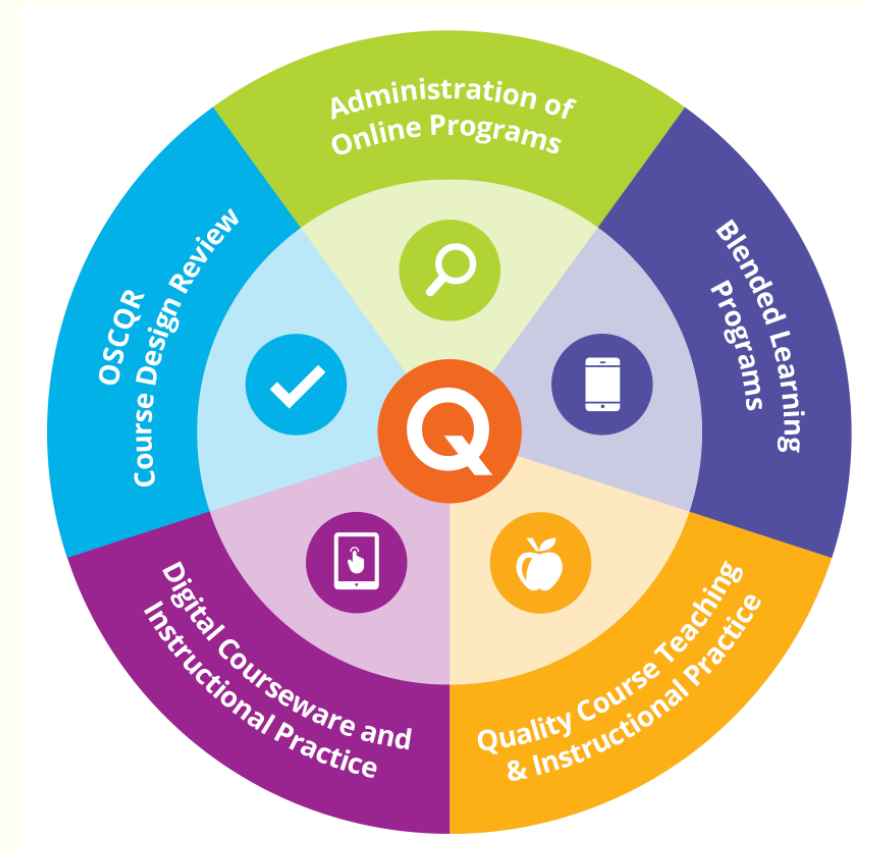 Administration of
Online Programs
Blended Learning
Programs
Quality Course Teaching
& Instructional Practice
Digital Courseware and
Instructional Practice
OSCQR
Course Design Review
Q